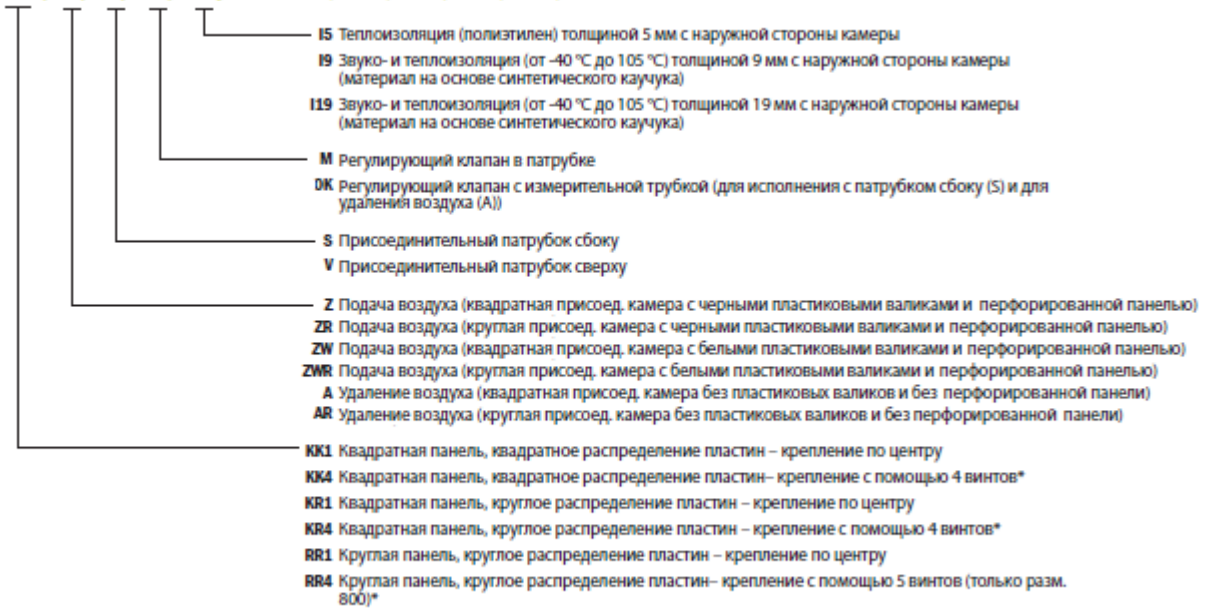 I5 Теплоизоляция (полиэтилен) толщиной 5 мм с наружной стороны камеры
I9 Звуко- и теплоизоляция (от -40 °C до 105 °C) толщиной 9 мм с наружной стороны камеры
(материал на основе синтетического каучука)
I19 Звуко- и теплоизоляция (от -40 °C до 105 °C) толщиной 19 мм с наружной стороны камеры
(материал на основе синтетического каучука)
M Регулирующий клапан в патрубке
DK Регулирующий клапан с измерительной трубкой (для исполнения с патрубком сбоку (S) и для
удаления воздуха (A))
S Присоединительный патрубок сбоку
V Присоединительный патрубок сверху
Z Подача воздуха (квадратная присоед. камера с черными пластиковыми валиками и перфорированной панелью)
ZR Подача воздуха (круглая присоед. камера с черными пластиковыми валиками и перфорированной панелью)
ZW Подача воздуха (квадратная присоед. камера с белыми пластиковыми валиками и перфорированной панелью)
ZWR Подача воздуха (круглая присоед. камера с белыми пластиковыми валиками и перфорированной панелью)
A Удаление воздуха (квадратная присоед. камера без пластиковых валиков и без перфорированной панели)
AR Удаление воздуха (круглая присоед. камера без пластиковых валиков и без перфорированной панели)
KK1 Квадратная панель, квадратное распределение пластин – крепление по центру
KK4 Квадратная панель, квадратное распределение пластин– крепление с помощью 4 винтов*
KR1 Квадратная панель, круглое распределение пластин – крепление по центру
KR4 Квадратная панель, круглое распределение пластин – крепление с помощью 4 винтов*
RR1 Круглая панель, круглое распределение пластин – крепление по центру
RR4 Круглая панель, круглое распределение пластин– крепление с помощью 5 винтов (только разм.
800)*